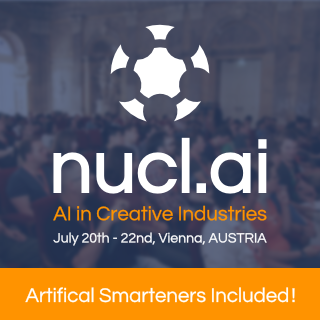 nucl.ai
AI in Creative Industries
July 20th - 22nd, Vienna, AUSTRIA
Artifical Smarteners Included!